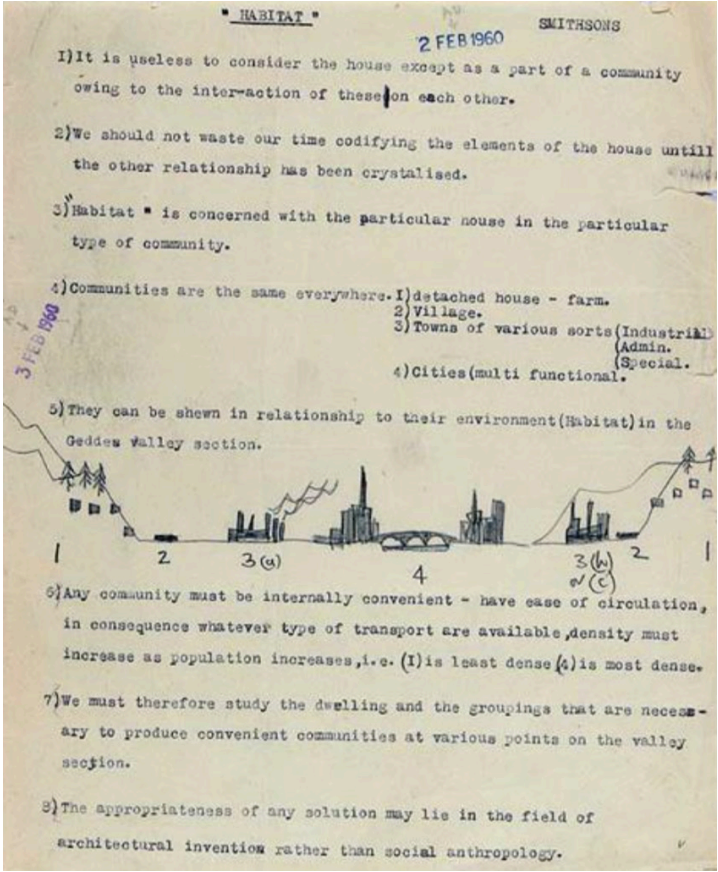 " HABITAT "
SMITHSONS
2 FEB 1960
I)It is useless to consider the house except as a part of a community
owing to the inter-action of these on each other.
2)We should not waste our time codifying the elements of the house untill
the other relationship has been crystalised.
3)"Habitat " is concerned with the particular house in the particular
type of community.
4)Communities are the same everywhere. I)detached house - farm.
2)Village.
3)Towns of various sorts(Industrial
(Admin.
(Special.
4)Cities(multi functional.
3 FEB 1960
5)They can be shewn in relationship to their environment(Habitat)in the
Geddes Valley section.
1 2 3(a) 4 3(b) 2 1
or (c)
6)Any community must be internally convenient - have ease of circulation,
in consequence whatever type of transport are available,density must
increase as population increases,i.e. (I)is least dense(4)is most dense.
7)We must therefore study the dwelling and the groupings that are necess-
ary to produce convenient communities at various points on the valley
section.
8)The appropriateness of any solution may lie in the field of
architectural invention rather than social anthropology.